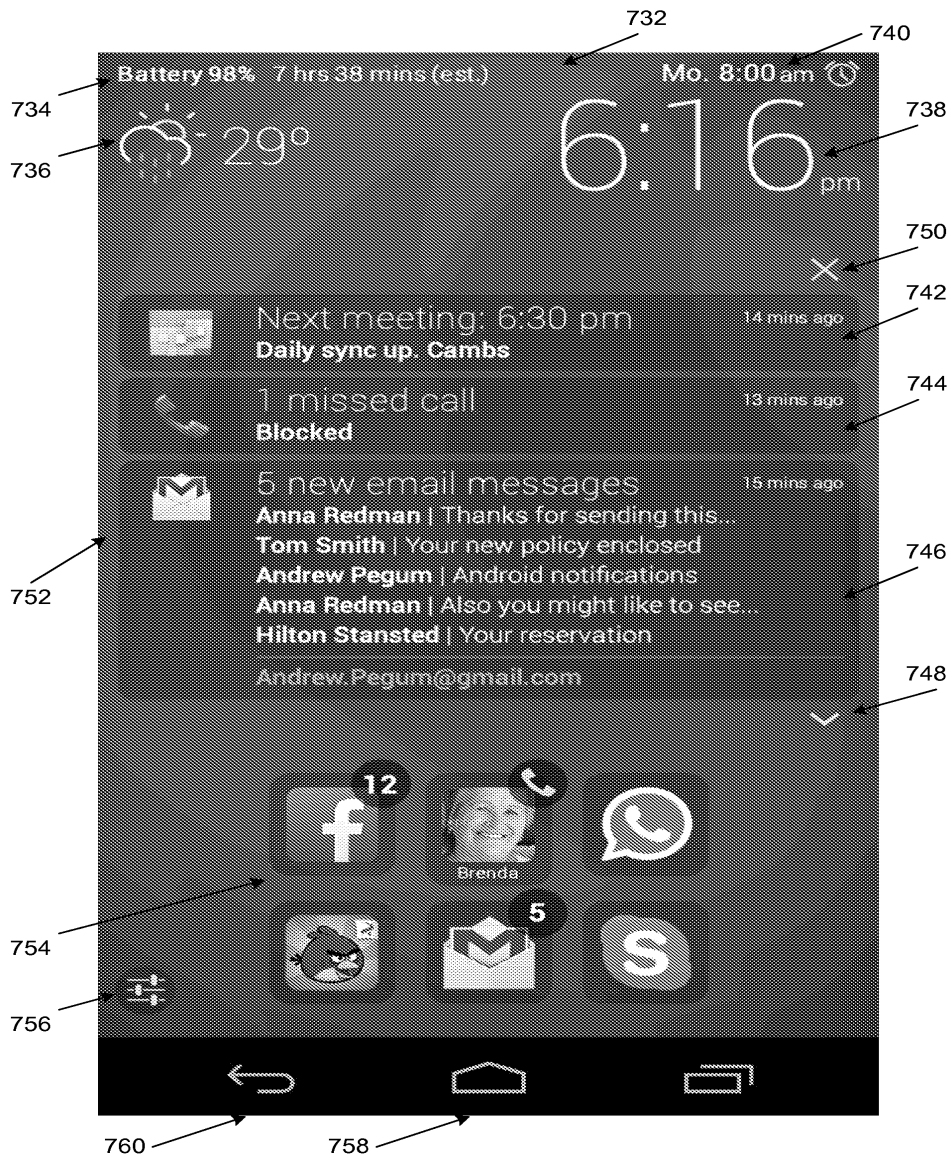 732
740
Battery 98% 7 hrs 38 mins (est.)
Mo. 8:00 am
734
738
736
29°
6:16 pm
750
742
Next meeting: 6:30 pm
14 mins ago
Daily sync up. Cambs
744
1 missed call
13 mins ago
Blocked
5 new email messages
15 mins ago
Anna Redman | Thanks for sending this...
Tom Smith | Your new policy enclosed
746
Andrew Pegum | Android notifications
752
Anna Redman | Also you might like to see...
Hilton Stansted | Your reservation
748
Andrew.Pegum@gmail.com
12
f
Brenda
754
2
5
M
S
756
760
758